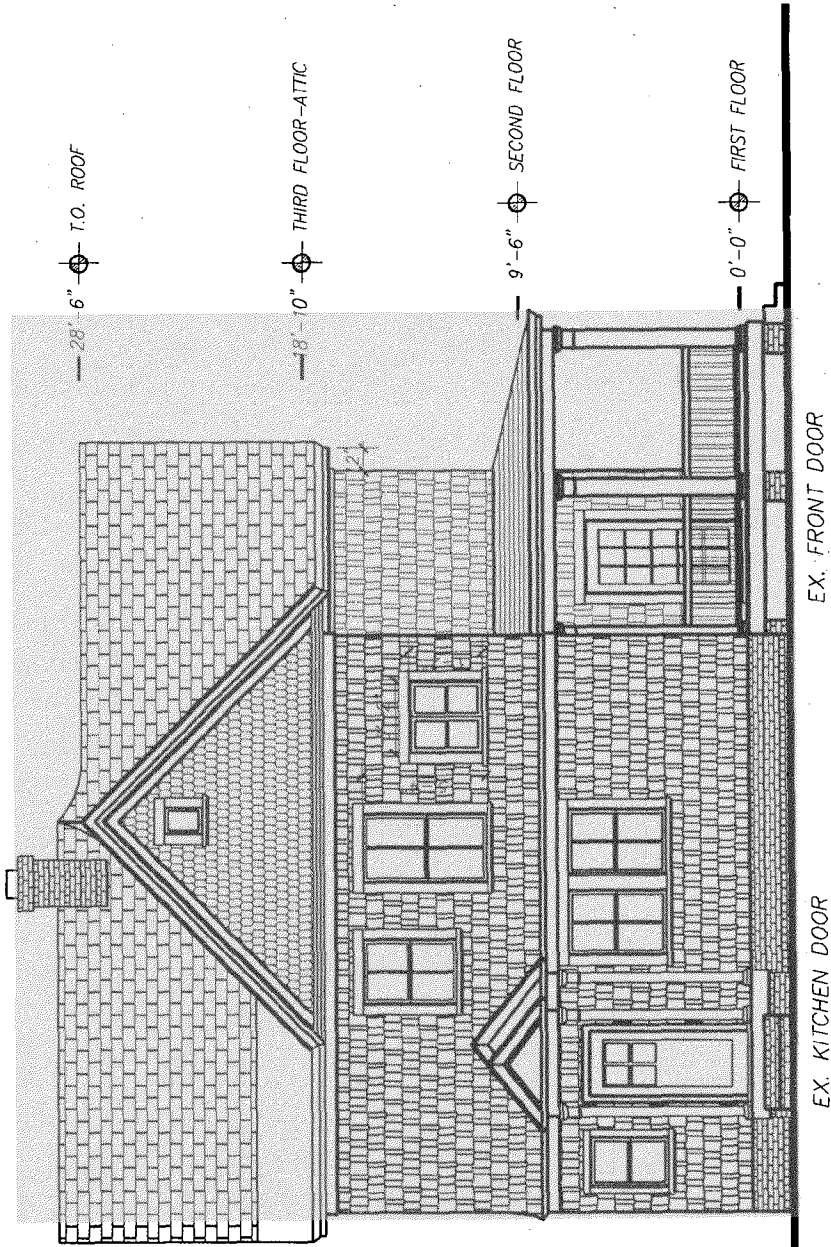 28'-6" T.O. ROOF
18'-10" THIRD FLOOR-ATTIC
9'-6" SECOND FLOOR
0'-0" FIRST FLOOR
2'
EX. KITCHEN DOOR
EX. FRONT DOOR